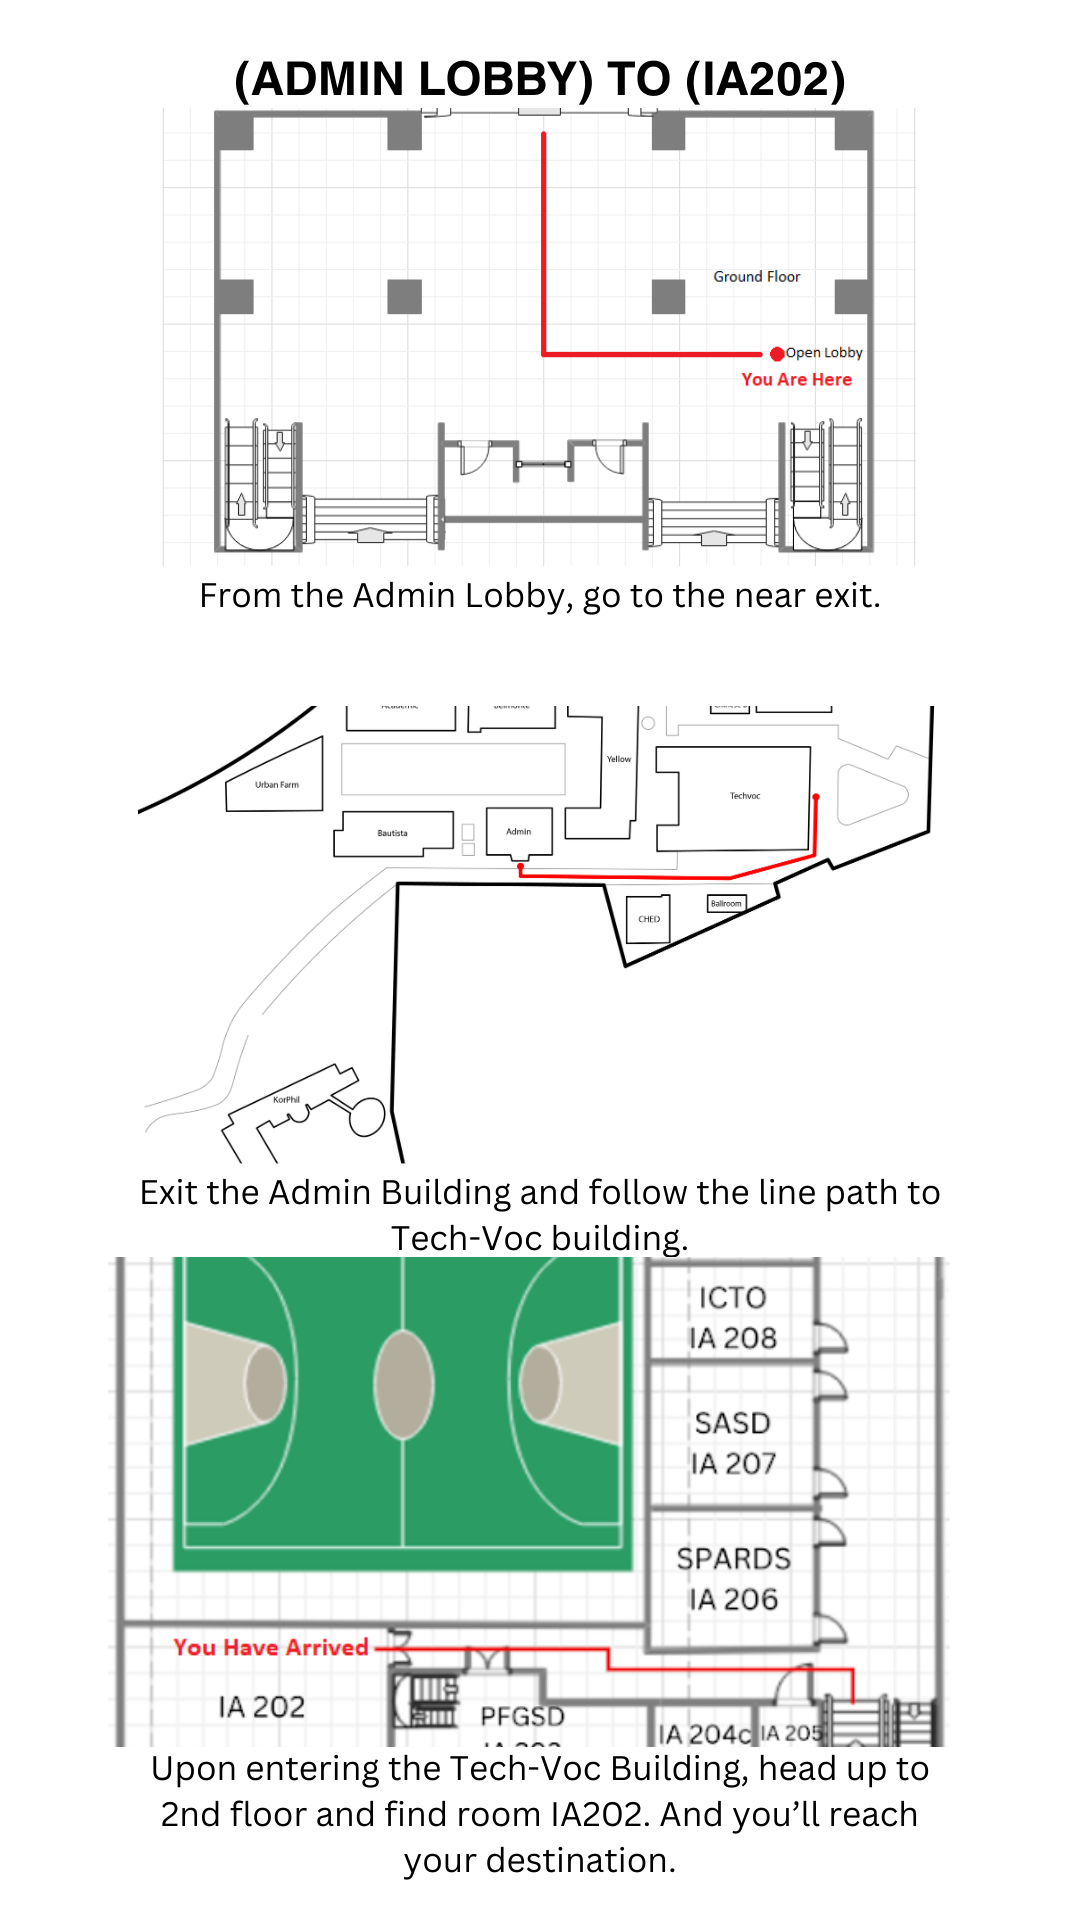 (ADMIN LOBBY) TO (IA202)
Ground Floor
Open Lobby
You Are Here
From the Admin Lobby, go to the near exit.
Urban Farm
Yellow
Techvoc
Bautista
Admin
CHED
Ballroom
KorPhil
Exit the Admin Building and follow the line path to
Tech-Voc building.
ICTO
IA 208
SASD
IA 207
SPARDS
IA 206
You Have Arrived
IA 202
PFGSD
IA 204c
IA 205
Upon entering the Tech-Voc Building, head up to
2nd floor and find room IA202. And you’ll reach
your destination.